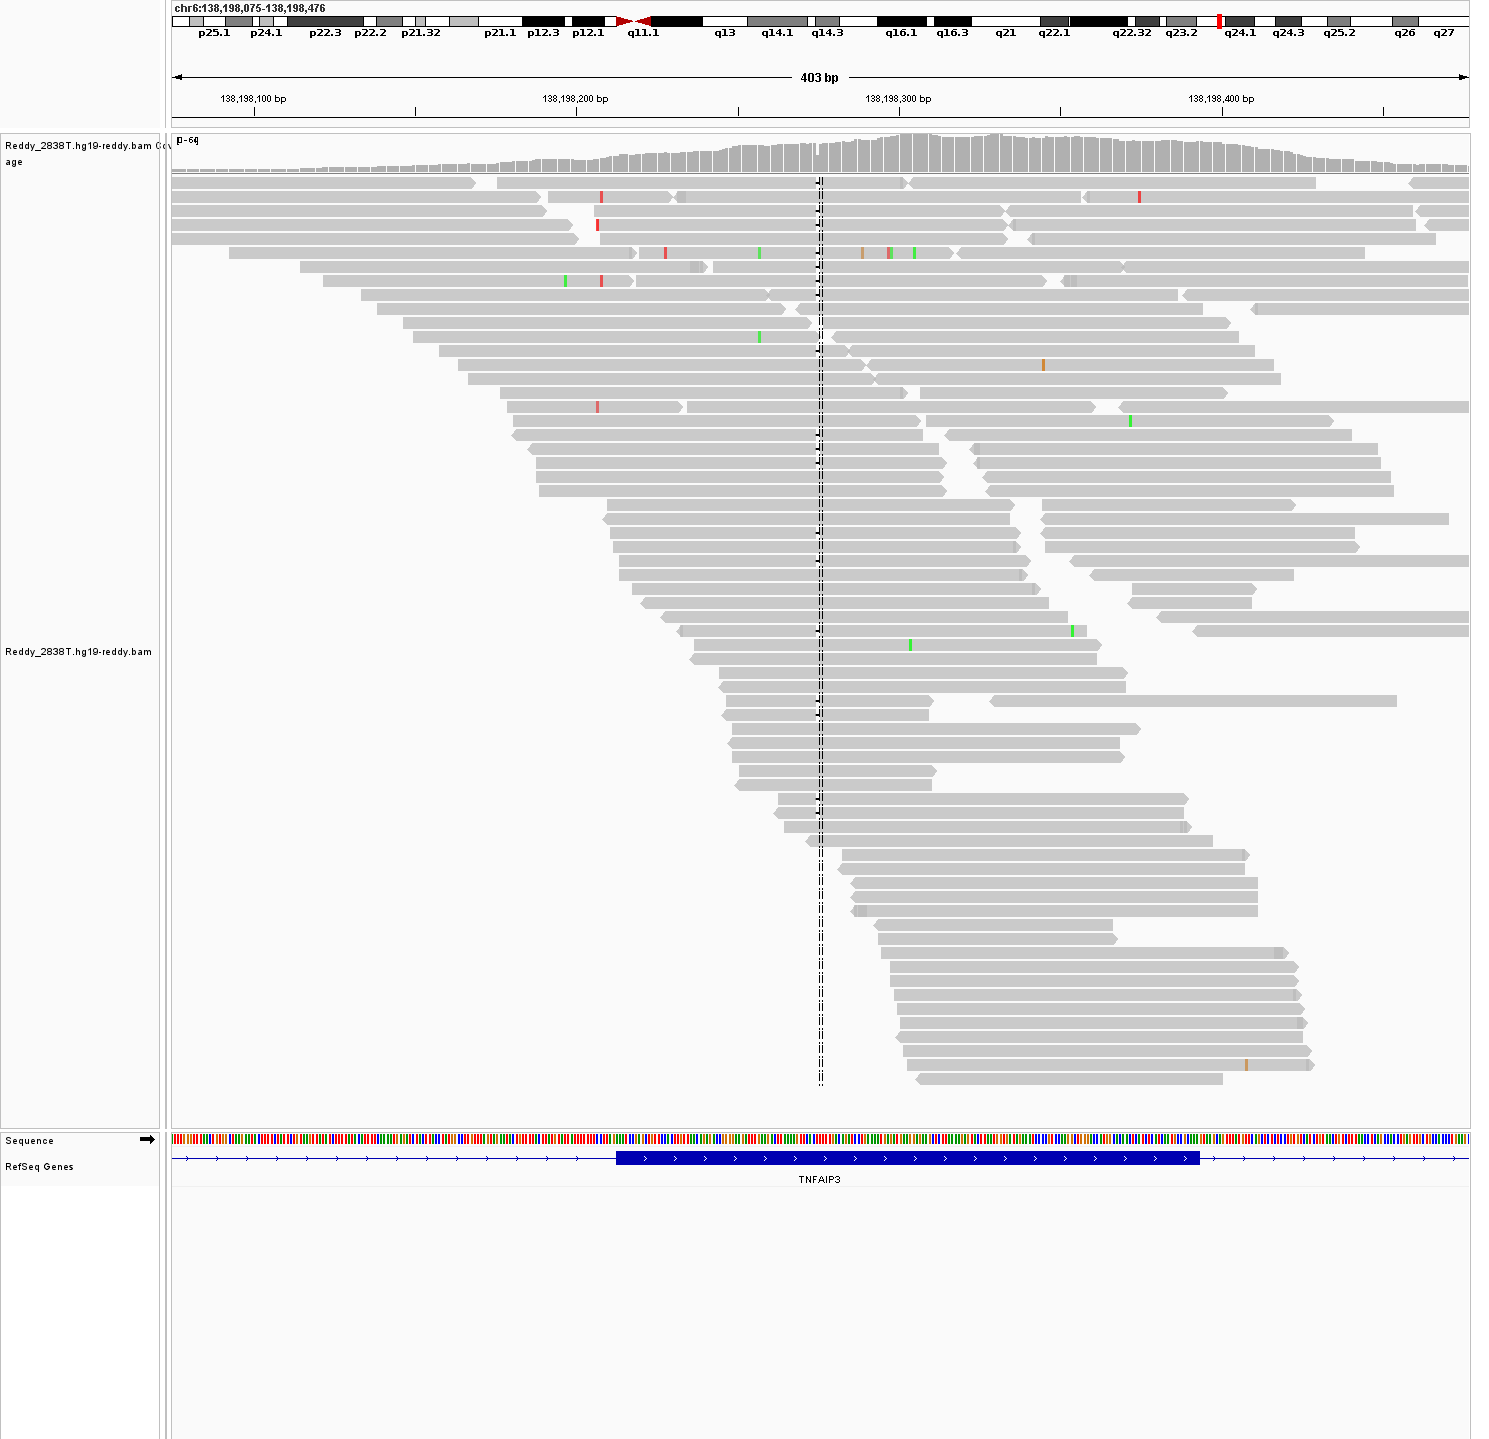 chr6:138,198,075-138,198,476
p25.1 p24.1 p22.3 p22.2 p21.32 p21.1 p12.3 p12.1 q11.1 q13 q14.1 q14.3 q16.1 q16.3 q21 q22.1 q22.32 q23.2 q24.1 q24.3 q25.2 q26 q27
403 bp
138,198,100 bp 138,198,200 bp 138,198,300 bp 138,198,400 bp
Reddy_2838T.hg19-reddy.bam Cov
age
Reddy_2838T.hg19-reddy.bam
Sequence
RefSeq Genes
TNFAIP3